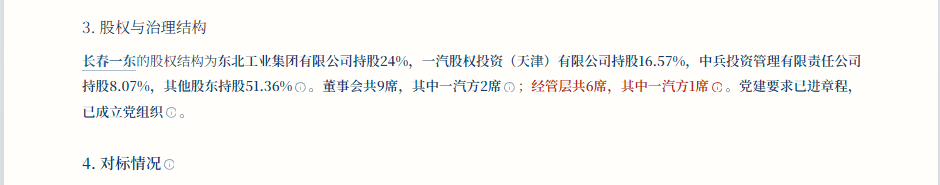 3. 股权与治理结构
长春一东的股权结构为东北工业集团有限公司持股24%，一汽股权投资（天津）有限公司持股16.57%，中兵投资管理有限责任公司
持股8.07%，其他股东持股51.36%。董事会共9席，其中一汽方2席；经管层共6席，其中一汽方1席。党建要求已进章程，
已成立党组织。
4. 对标情况